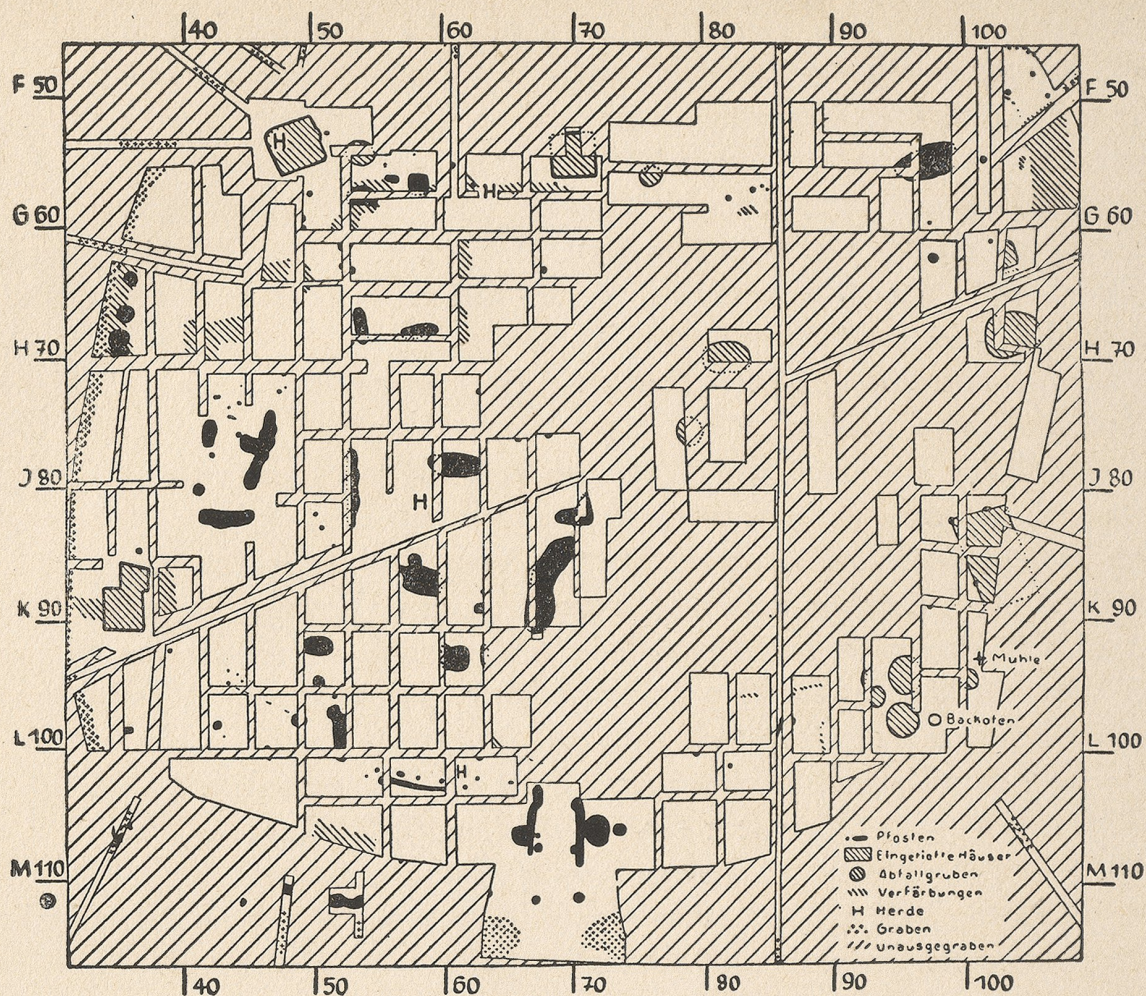 40 50 60 70 80 90 100
F 50 F 50
H
H
G 60 G 60
H 70 H 70
J 80 J 80
H
K 90 K 90
Mühle
Backofen
L 100 L 100
H
Pfosten
Eingetiefte Häuser
M 110 Abfallgruben M 110
Verfärbungen
H Herde
Graben
Unausgegraben
40 50 60 70 80 90 100